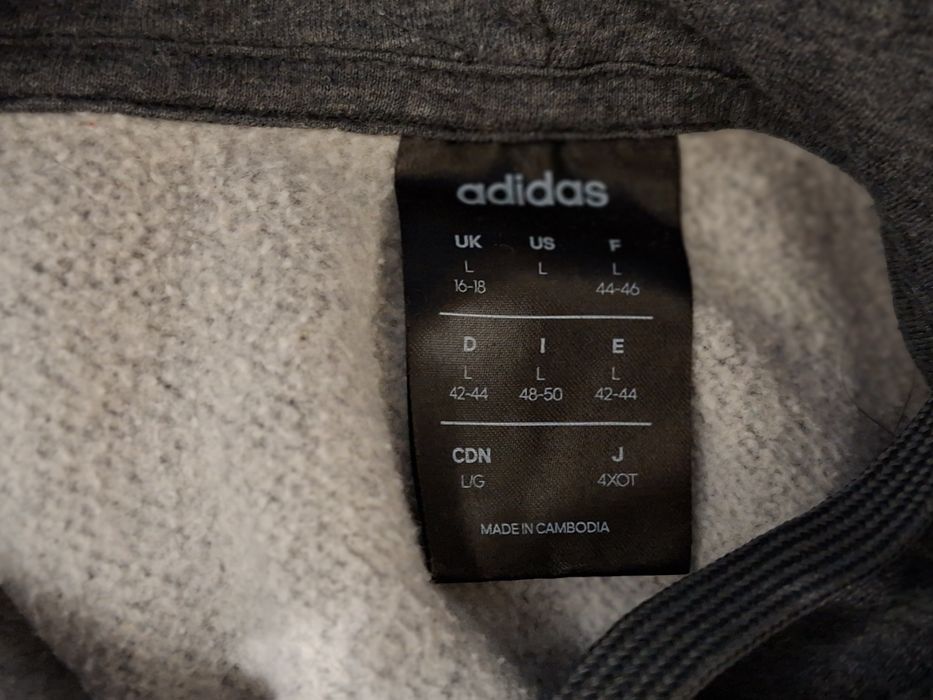 adidas
UK US F
L L L
16-18 44-46
D I E
L L L
42-44 48-50 42-44
CDN J
L/G 4XOT
MADE IN CAMBODIA